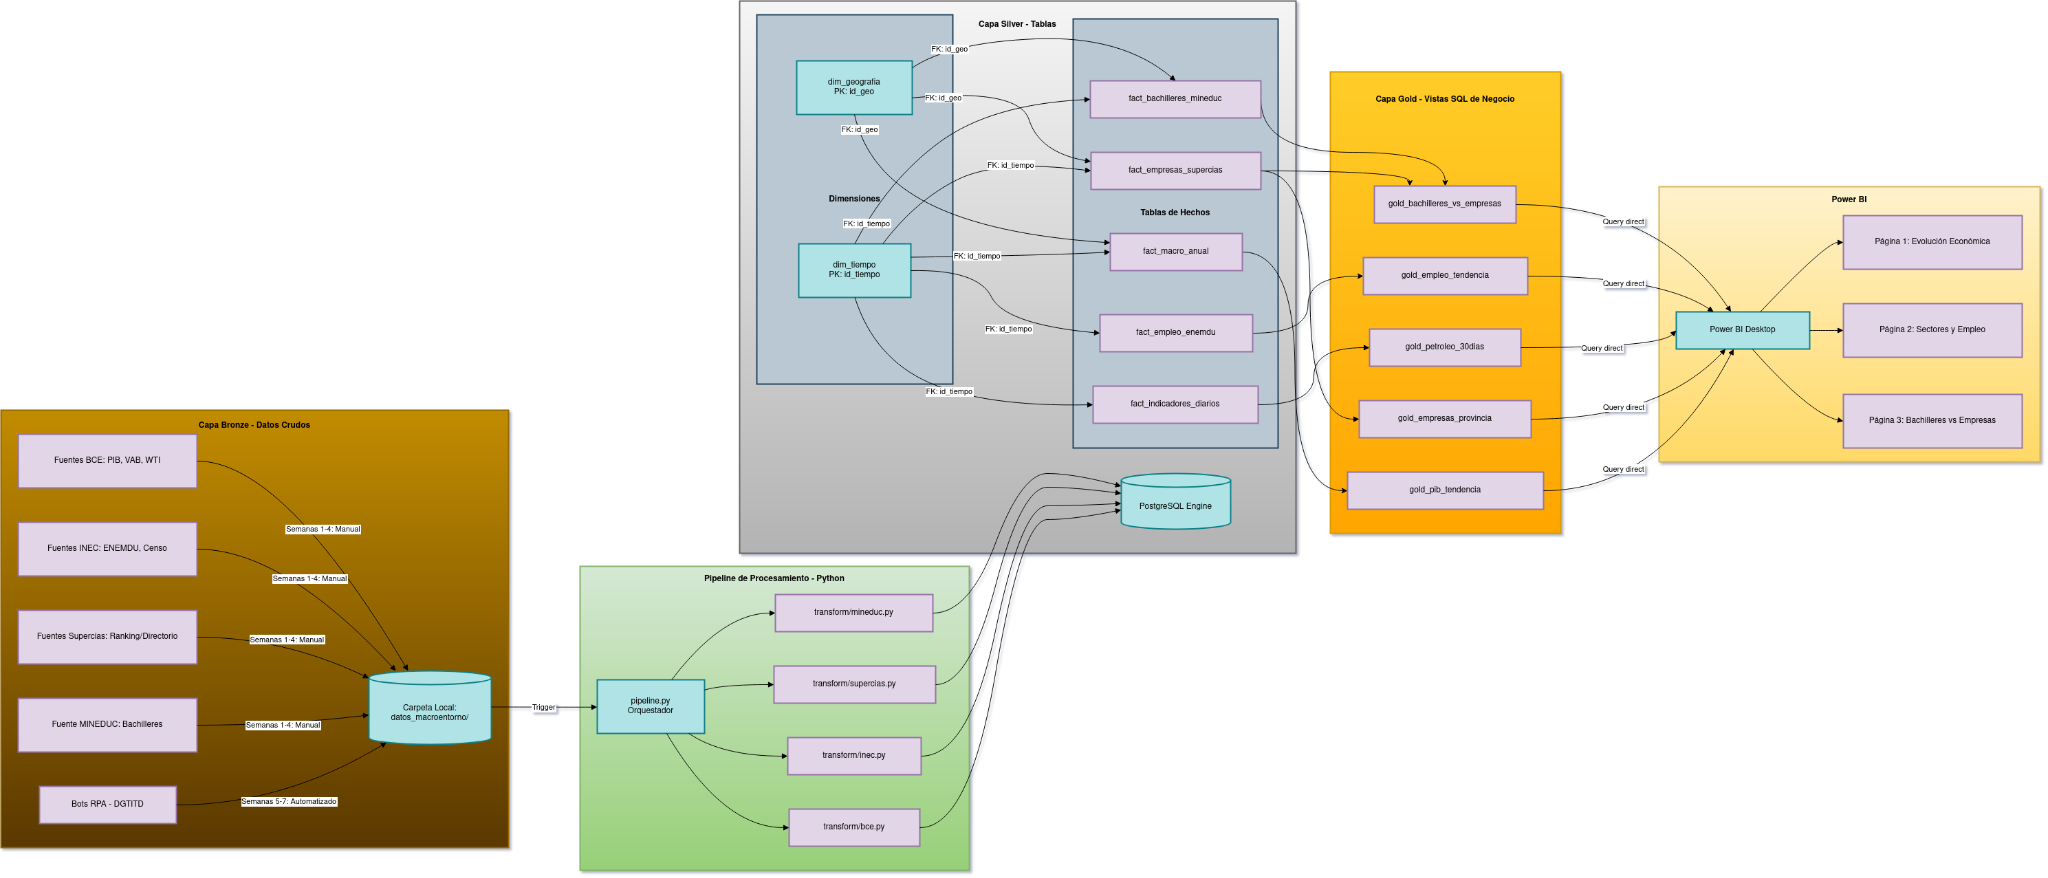 Capa Bronze - Datos Crudos
Fuentes BCE: PIB, VAB, WTI
Fuentes INEC: ENEMDU, Censo
Fuentes Supercias: Ranking/Directorio
Fuente MINEDUC: Bachilleres
Bots RPA - DGTITD
Semanas 1-4: Manual
Semanas 1-4: Manual
Semanas 1-4: Manual
Semanas 1-4: Manual
Semanas 5-7: Automatizado
Carpeta Local:
datos_macroentorno/
Trigger
Pipeline de Procesamiento - Python
pipeline.py
Orquestador
transform/mineduc.py
transform/supercias.py
transform/inec.py
transform/bce.py
Capa Silver - Tablas
Dimensiones
dim_geografia
PK: id_geo
dim_tiempo
PK: id_tiempo
FK: id_geo
FK: id_geo
FK: id_geo
FK: id_tiempo
FK: id_tiempo
FK: id_tiempo
FK: id_tiempo
FK: id_tiempo
Tablas de Hechos
fact_bachilleres_mineduc
fact_empresas_supercias
fact_macro_anual
fact_empleo_enemdu
fact_indicadores_diarios
PostgreSQL Engine
Capa Gold - Vistas SQL de Negocio
gold_bachilleres_vs_empresas
gold_empleo_tendencia
gold_petroleo_30dias
gold_empresas_provincia
gold_pib_tendencia
Query direct
Query direct
Query direct
Query direct
Query direct
Power BI
Power BI Desktop
Página 1: Evolución Económica
Página 2: Sectores y Empleo
Página 3: Bachilleres vs Empresas